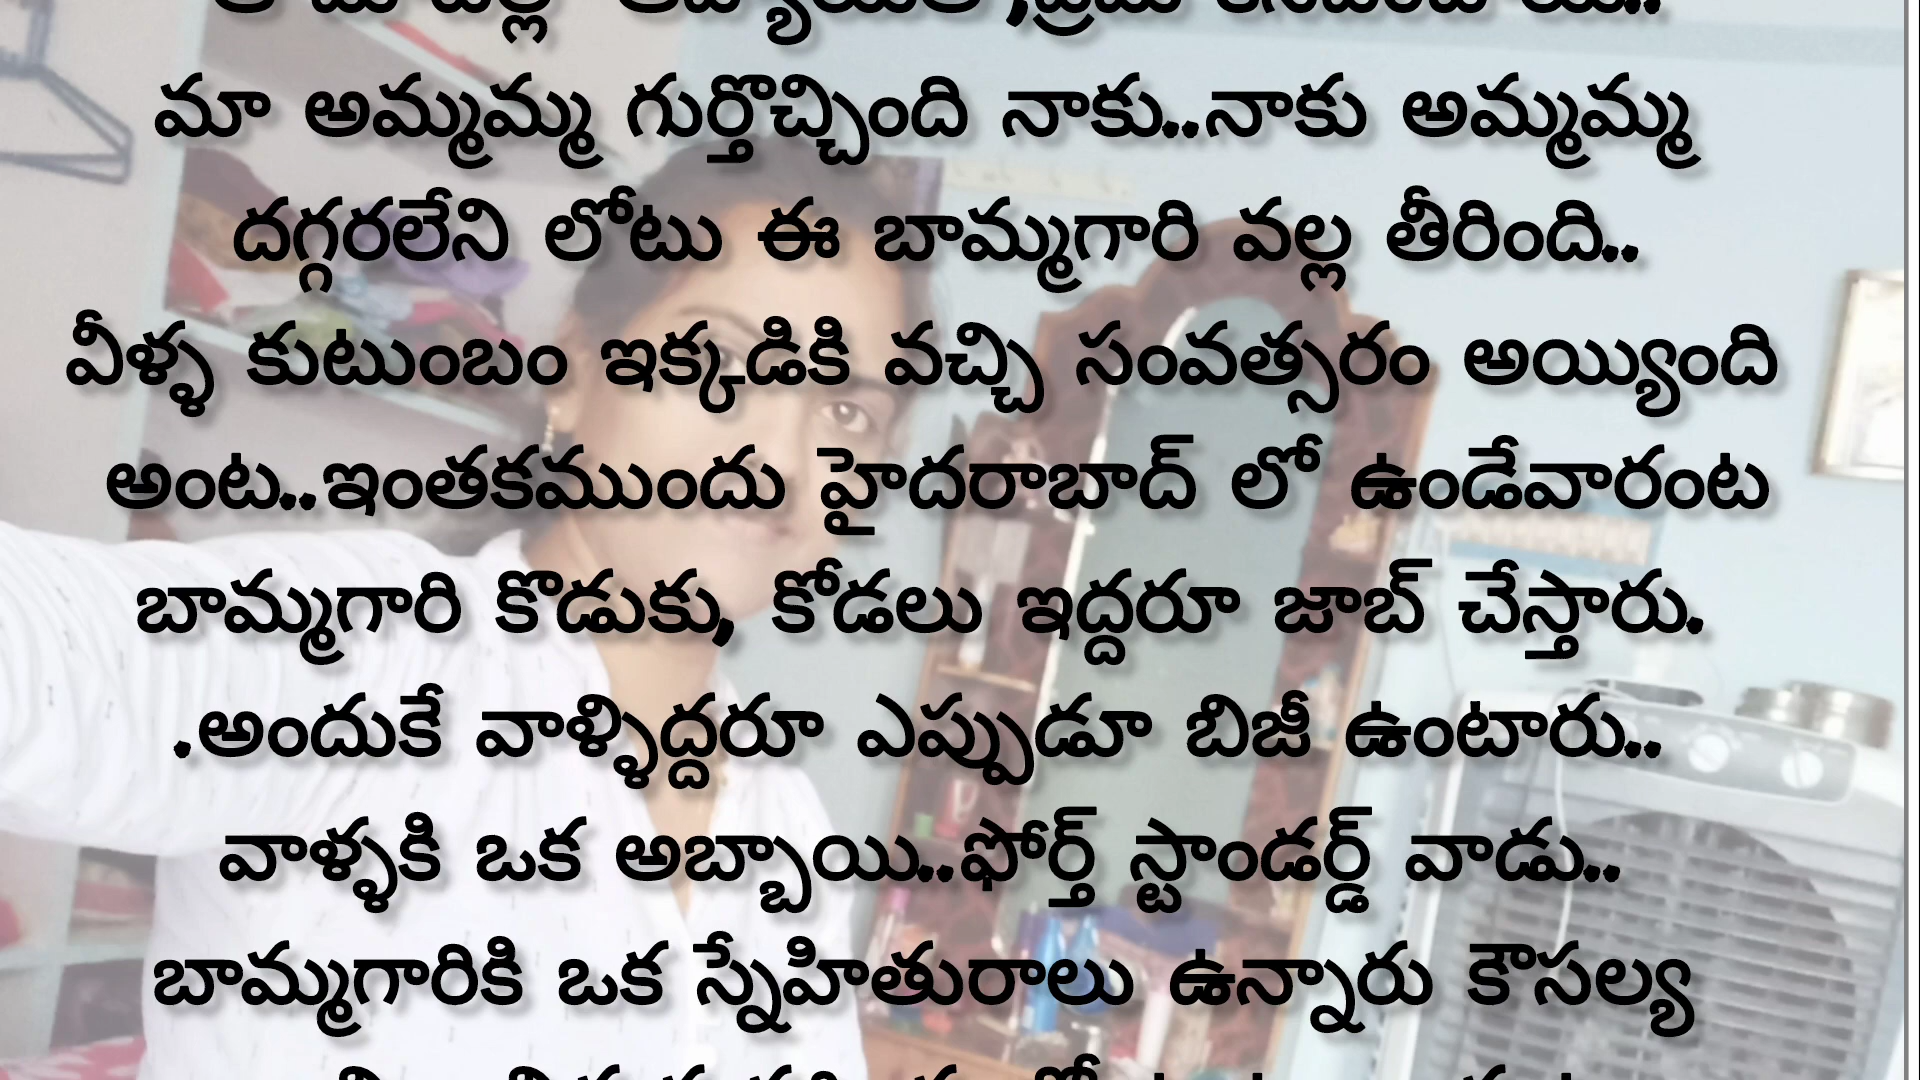 మా అమ్మమ్మ గుర్తొచ్చింది నాకు..నాకు అమ్మమ్మ
దగ్గరలేని లోటు ఈ బామ్మగారి వల్ల తీరింది..
వీళ్ళ కుటుంబం ఇక్కడికి వచ్చి సంవత్సరం అయ్యింది
అంట..ఇంతకముందు హైదరాబాద్ లో ఉండేవారంట
బామ్మగారి కొడుకు, కోడలు ఇద్దరూ జాబ్ చేస్తారు.
.అందుకే వాళ్ళిద్దరూ ఎప్పుడూ బిజీ ఉంటారు..
వాళ్ళకి ఒక అబ్బాయి..ఫోర్త్ స్టాండర్డ్ వాడు..
బామ్మగారికి ఒక స్నేహితురాలు ఉన్నారు కౌసల్య